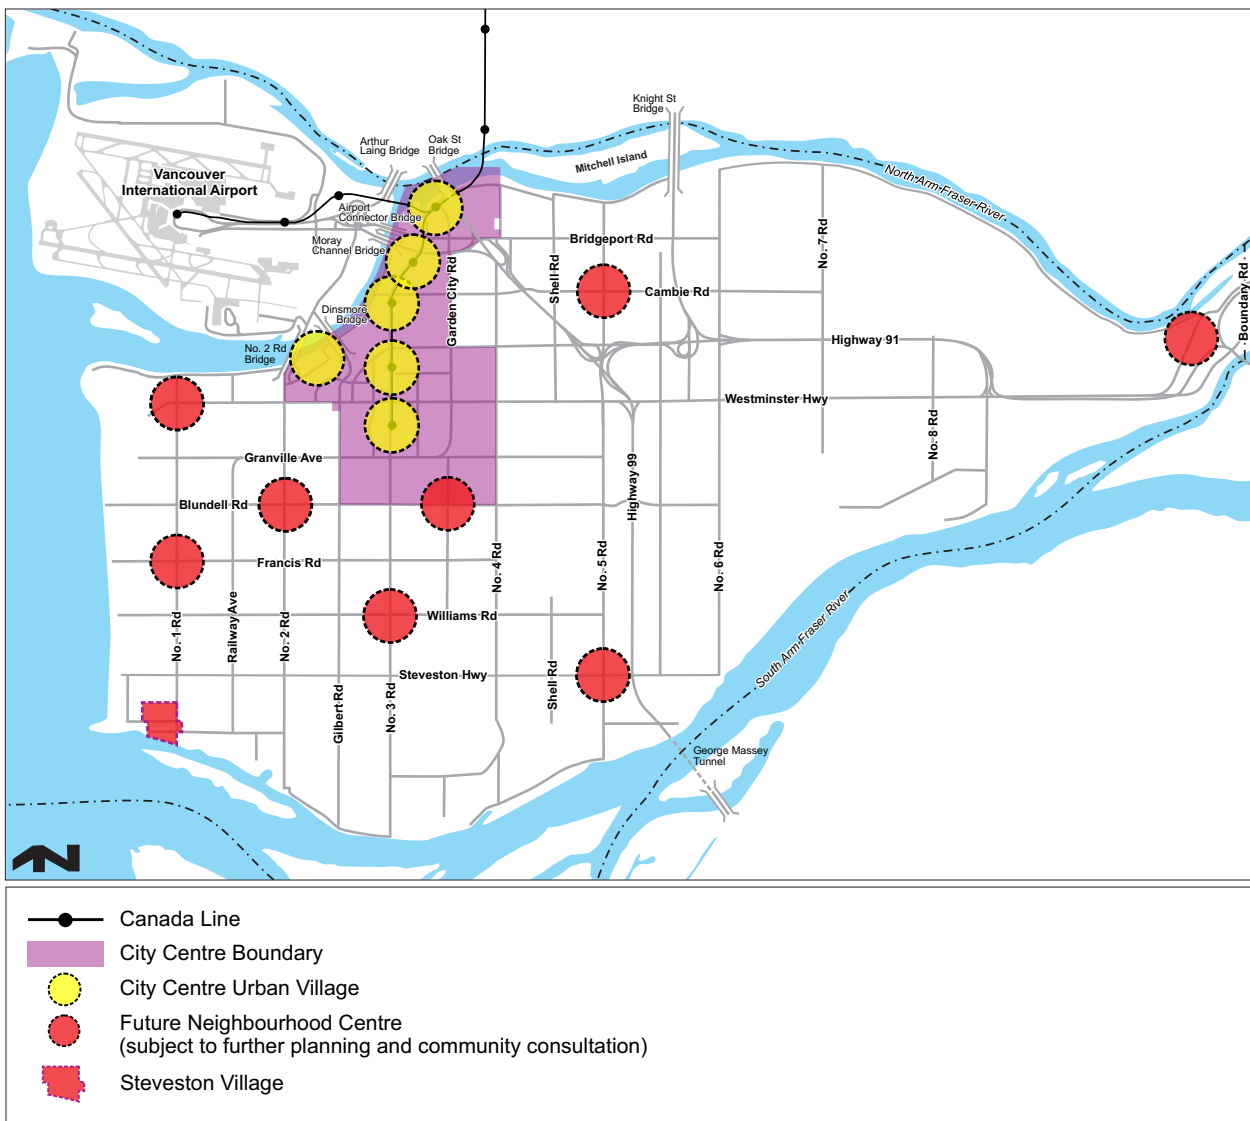 Knight St
Bridge
Arthur
Laing Bridge
Oak St
Bridge
Mitchell Island
Vancouver
International Airport
North Arm Fraser River
Airport
Connector Bridge
Moray
Channel Bridge
Bridgeport Rd
No. 7 Rd
Shell Rd
Garden City Rd
Cambie Rd
Boundary Rd
Dinsmore
Bridge
No. 2 Rd
Bridge
Highway 91
Westminster Hwy
No. 8 Rd
Granville Ave
Highway 99
Blundell Rd
Francis Rd
No. 4 Rd
No. 5 Rd
No. 6 Rd
Williams Rd
No. 1 Rd
Railway Ave
No. 2 Rd
South Arm Fraser River
Steveston Hwy
Shell Rd
Gilbert Rd
No. 3 Rd
George Massey
Tunnel
N
Canada Line
City Centre Boundary
City Centre Urban Village
Future Neighbourhood Centre
(subject to further planning and community consultation)
Steveston Village